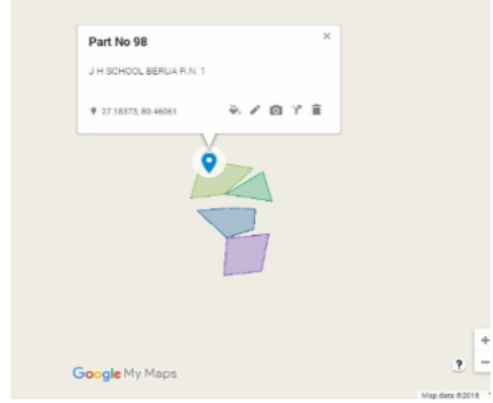 Part No 98
J H SCHOOL BERUA R.N. 1
27.18373, 80.46061
Google My Maps
Map data ©2018